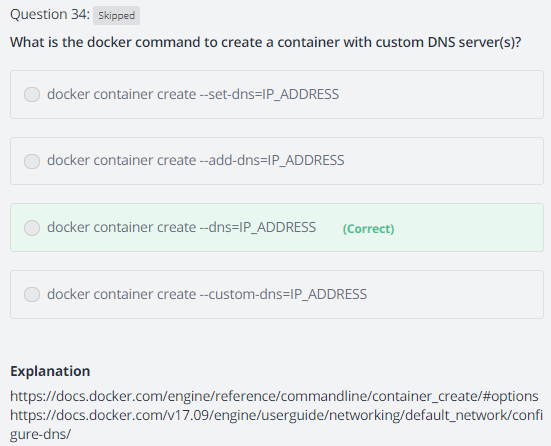 Question 34: Skipped
What is the docker command to create a container with custom DNS server(s)?
docker container create --set-dns=IP_ADDRESS
docker container create --add-dns=IP_ADDRESS
docker container create --dns=IP_ADDRESS (Correct)
docker container create --custom-dns=IP_ADDRESS
Explanation
https://docs.docker.com/engine/reference/commandline/container_create/#options
https://docs.docker.com/v17.09/engine/userguide/networking/default_network/confi
gure-dns/